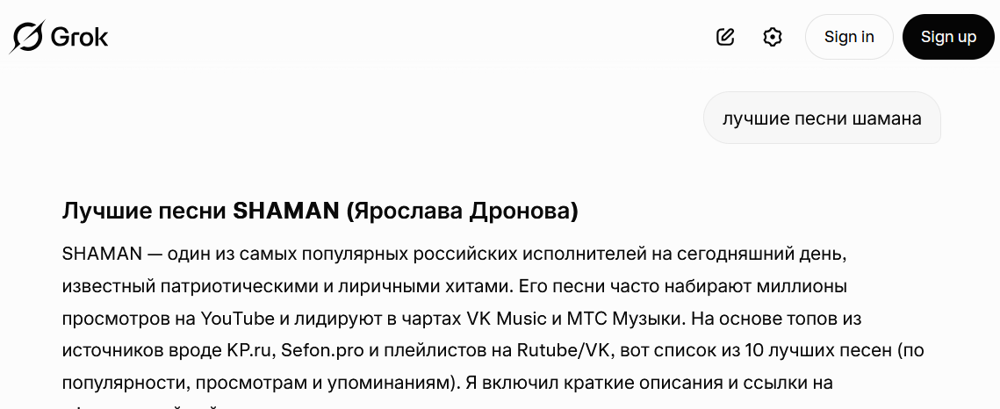 Grok
Sign in
Sign up
лучшие песни шамана
Лучшие песни SHAMAN (Ярослава Дронова)
SHAMAN — один из самых популярных российских исполнителей на сегодняшний день,
известный патриотическими и лиричными хитами. Его песни часто набирают миллионы
просмотров на YouTube и лидируют в чартах VK Music и МТС Музыки. На основе топов из
источников вроде KP.ru, Sefon.pro и плейлистов на Rutube/VK, вот список из 10 лучших песен (по
популярности, просмотрам и упоминаниям). Я включил краткие описания и ссылки на